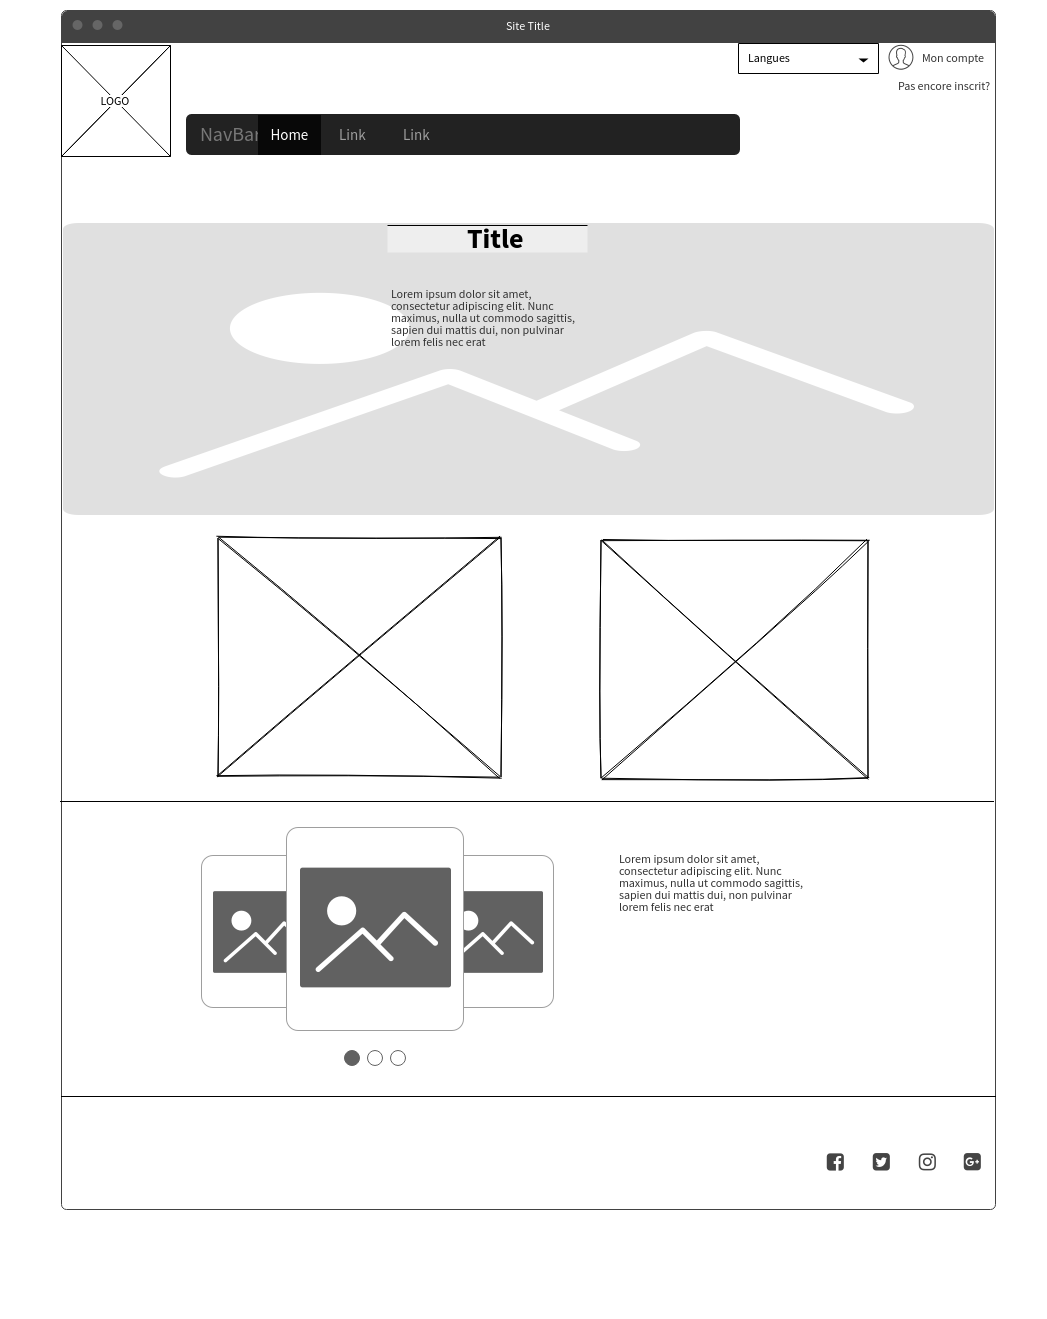 Site Title
LOGO
Langues
Mon compte
Pas encore inscrit?
NavBar Home Link Link
Title
Lorem ipsum dolor sit amet,
consectetur adipiscing elit. Nunc
maximus, nulla ut commodo sagittis,
sapien dui mattis dui, non pulvinar
lorem felis nec erat
Lorem ipsum dolor sit amet,
consectetur adipiscing elit. Nunc
maximus, nulla ut commodo sagittis,
sapien dui mattis dui, non pulvinar
lorem felis nec erat